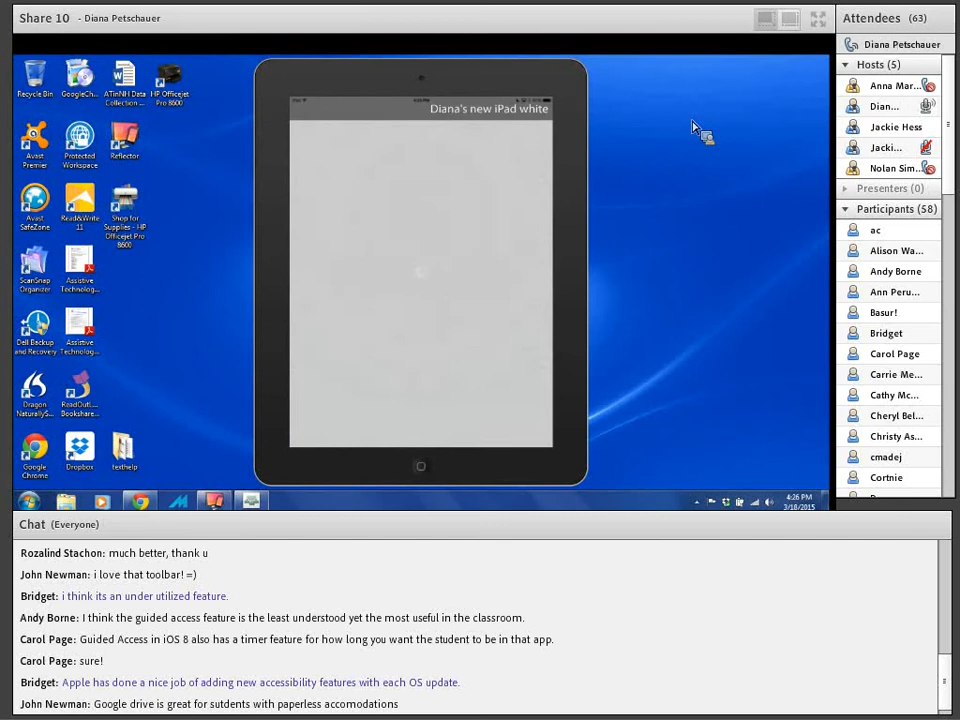 Share 10 - Diana Petschauer
Attendees (63)
Diana Petschauer
Hosts (5)
Anna Mar...
Dian...
Jackie Hess
Jacki...
Nolan Sim...
Presenters (0)
Participants (58)
ac
Alison Wa...
Andy Borne
Ann Peru...
Basur!
Bridget
Carol Page
Carrie Me...
Cathy Mc...
Cheryl Bel...
Christy As...
cmadej
Cortnie
Recycle Bin
GoogleCh...
ATinNH Data Collection ...
HP Officejet Pro 8600
Avast Premier
Protected Workspace
Reflector
Avast SafeZone
Read&Write 11
Shop for Supplies - HP Officejet Pro 8600
ScanSnap Organizer
Assistive Technolog...
Dell Backup and Recovery
Assistive Technolog...
Dragon NaturallyS...
ReadOutL... Bookshare...
Google Chrome
Dropbox
texthelp
Diana's new iPad white
4:26 PM
3/18/2015
Chat (Everyone)
Rozalind Stachon: much better, thank u
John Newman: i love that toolbar! =)
Bridget: i think its an under utilized feature.
Andy Borne: I think the guided access feature is the least understood yet the most useful in the classroom.
Carol Page: Guided Access in iOS 8 also has a timer feature for how long you want the student to be in that app.
Carol Page: sure!
Bridget: Apple has done a nice job of adding new accessibility features with each OS update.
John Newman: Google drive is great for sutdents with paperless accomodations